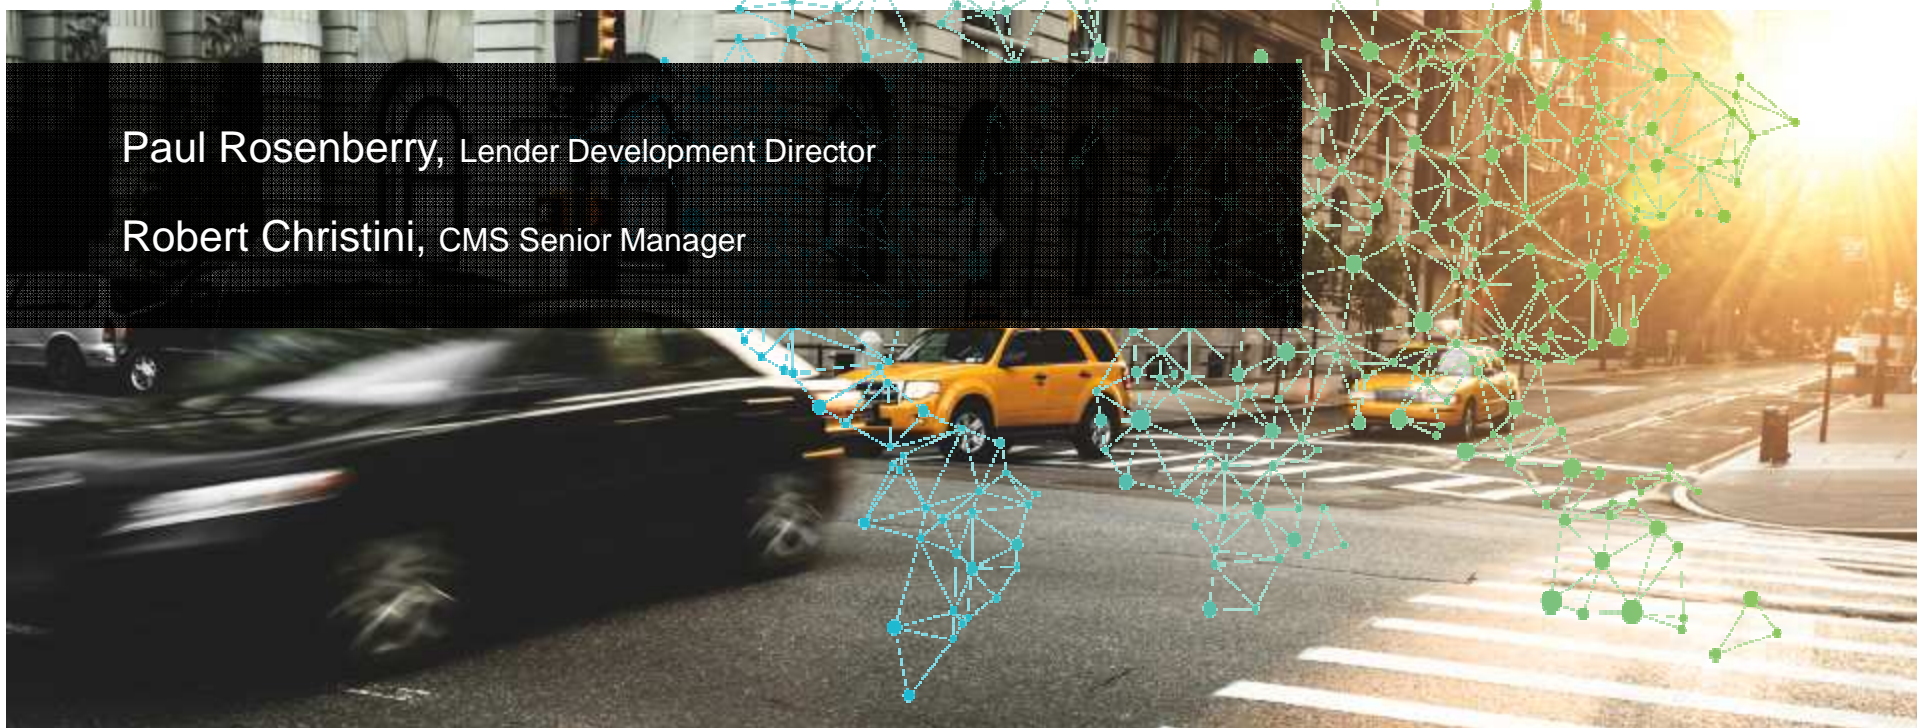 Paul Rosenberry, Lender Development Director
Robert Christini, CMS Senior Manager